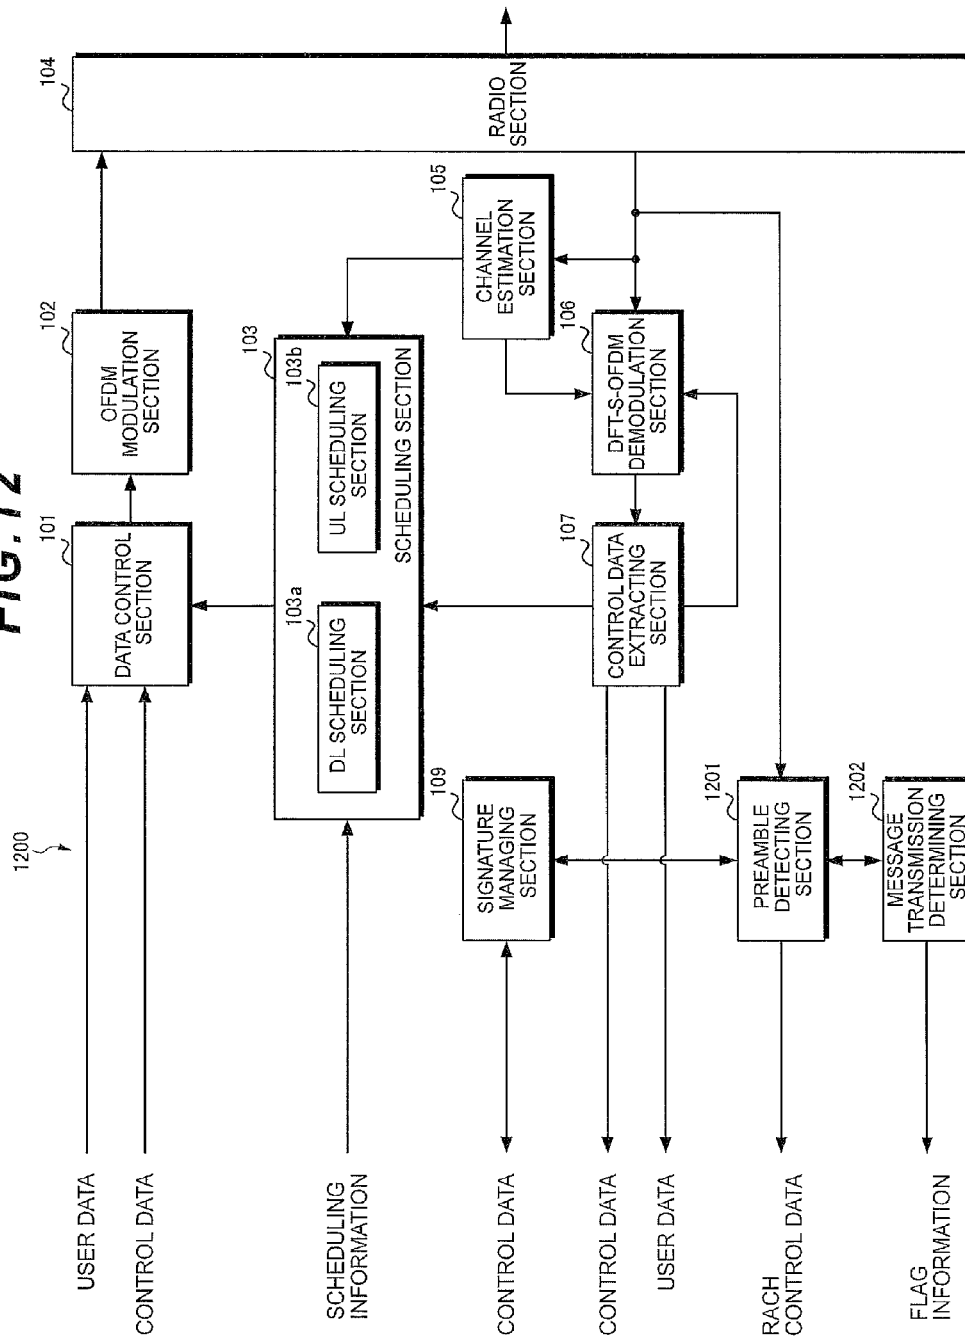 FIG.12
1200
USER DATA
CONTROL DATA
101
DATA CONTROL
SECTION
102
OFDM
MODULATION
SECTION
104
RADIO
SECTION
SCHEDULING
INFORMATION
103
103a
DL SCHEDULING
SECTION
103b
UL SCHEDULING
SECTION
SCHEDULING SECTION
105
CHANNEL
ESTIMATION
SECTION
CONTROL DATA
109
SIGNATURE
MANAGING
SECTION
CONTROL DATA
USER DATA
107
CONTROL DATA
EXTRACTING
SECTION
106
DFT-S-OFDM
DEMODULATION
SECTION
RACH
CONTROL DATA
1201
PREAMBLE
DETECTING
SECTION
FLAG
INFORMATION
1202
MESSAGE
TRANSMISSION
DETERMINING
SECTION